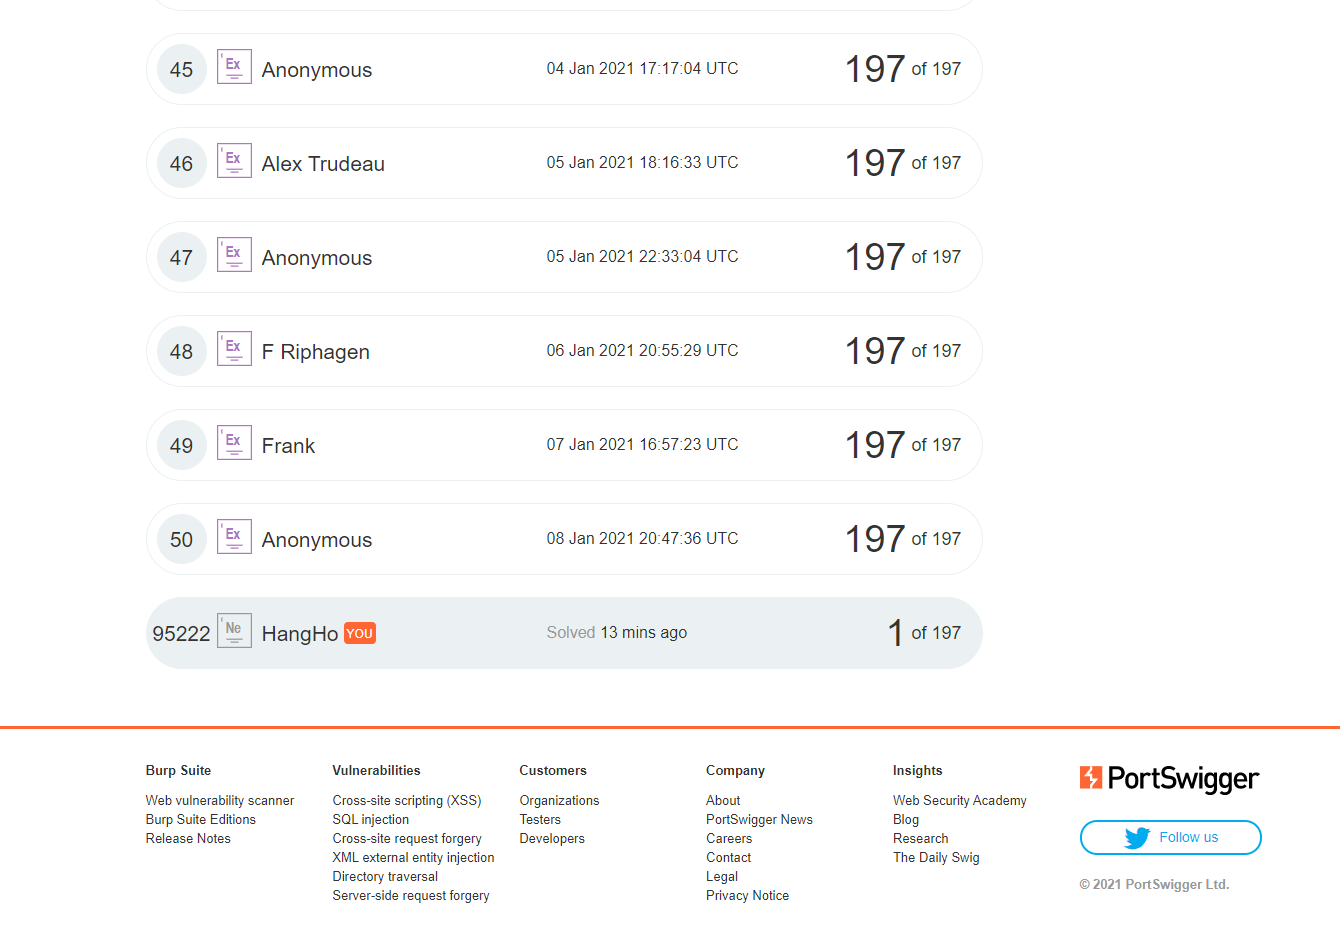 45 Ex Anonymous 04 Jan 2021 17:17:04 UTC 197 of 197
46 Ex Alex Trudeau 05 Jan 2021 18:16:33 UTC 197 of 197
47 Ex Anonymous 05 Jan 2021 22:33:04 UTC 197 of 197
48 Ex F Riphagen 06 Jan 2021 20:55:29 UTC 197 of 197
49 Ex Frank 07 Jan 2021 16:57:23 UTC 197 of 197
50 Ex Anonymous 08 Jan 2021 20:47:36 UTC 197 of 197
95222 Ne HangHo YOU Solved 13 mins ago 1 of 197
Burp Suite
Web vulnerability scanner
Burp Suite Editions
Release Notes
Vulnerabilities
Cross-site scripting (XSS)
SQL injection
Cross-site request forgery
XML external entity injection
Directory traversal
Server-side request forgery
Customers
Organizations
Testers
Developers
Company
About
PortSwigger News
Careers
Contact
Legal
Privacy Notice
Insights
Web Security Academy
Blog
Research
The Daily Swig
PortSwigger
Follow us
© 2021 PortSwigger Ltd.